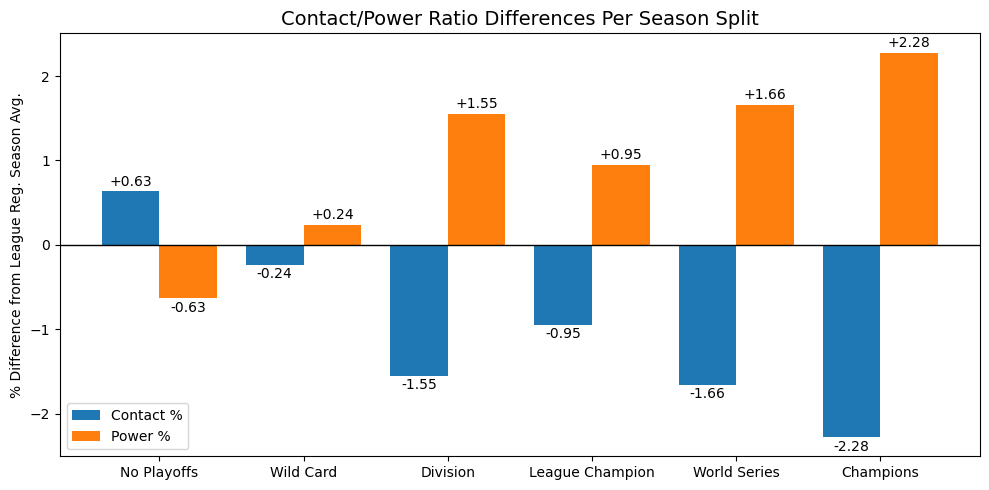 Contact/Power Ratio Differences Per Season Split
% Difference from League Reg. Season Avg.
2
1
0
−1
−2
+0.63
-0.63
-0.24
+0.24
-1.55
+1.55
-0.95
+0.95
-1.66
+1.66
-2.28
+2.28
Contact %
Power %
No Playoffs
Wild Card
Division
League Champion
World Series
Champions